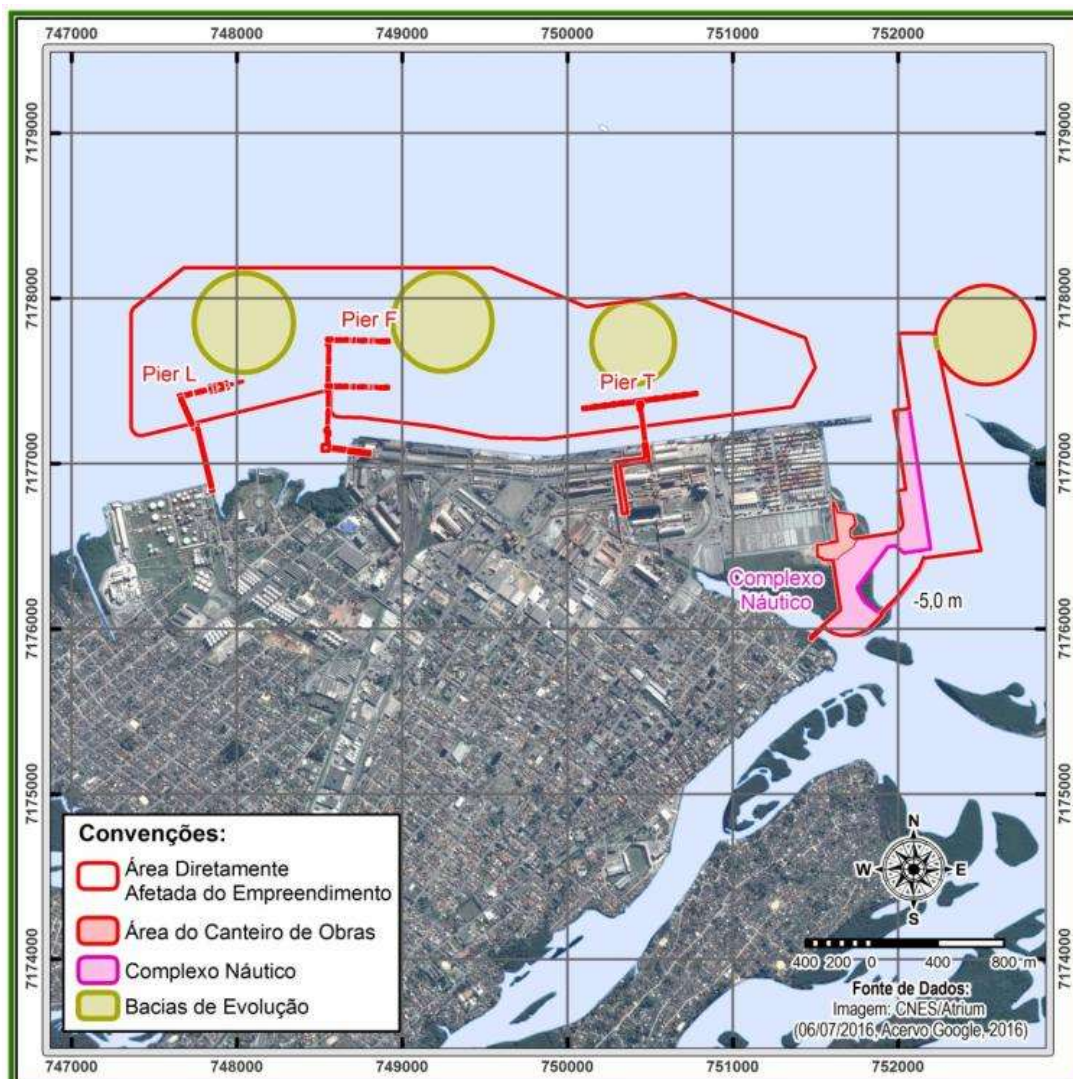 747000 748000 749000 750000 751000 752000
7179000
7179000
7178000
7178000
Pier F
Pier L
Pier T
7177000
7177000
Complexo
Náutico
-5,0 m
7176000
7176000
7175000
7175000
Convenções:
Área Diretamente
Afetada do Empreendimento
Área do Canteiro de Obras
Complexo Náutico
Bacias de Evolução
N
W E
S
400 200 0 400 800 m
7174000
7174000
Fonte de Dados:
Imagem: CNES/Atrium
(06/07/2016, Acervo Google, 2016)
747000 748000 749000 750000 751000 752000